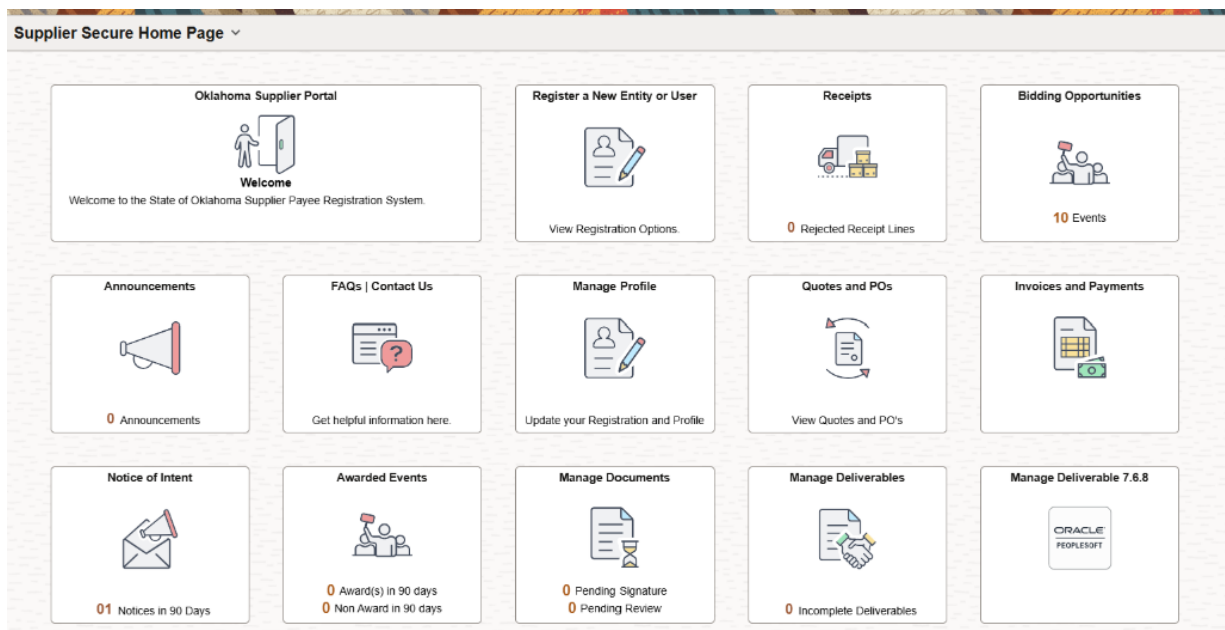 Supplier Secure Home Page
Oklahoma Supplier Portal
Welcome
Welcome to the State of Oklahoma Supplier Payee Registration System.
Register a New Entity or User
View Registration Options.
Receipts
0 Rejected Receipt Lines
Bidding Opportunities
10 Events
Announcements
0 Announcements
FAQs | Contact Us
?
Get helpful information here.
Manage Profile
Update your Registration and Profile
Quotes and POs
View Quotes and PO's
Invoices and Payments
Notice of Intent
01 Notices in 90 Days
Awarded Events
0 Award(s) in 90 days
0 Non Award in 90 days
Manage Documents
0 Pending Signature
0 Pending Review
Manage Deliverables
0 Incomplete Deliverables
Manage Deliverable 7.6.8
ORACLE'
PEOPLESOFT